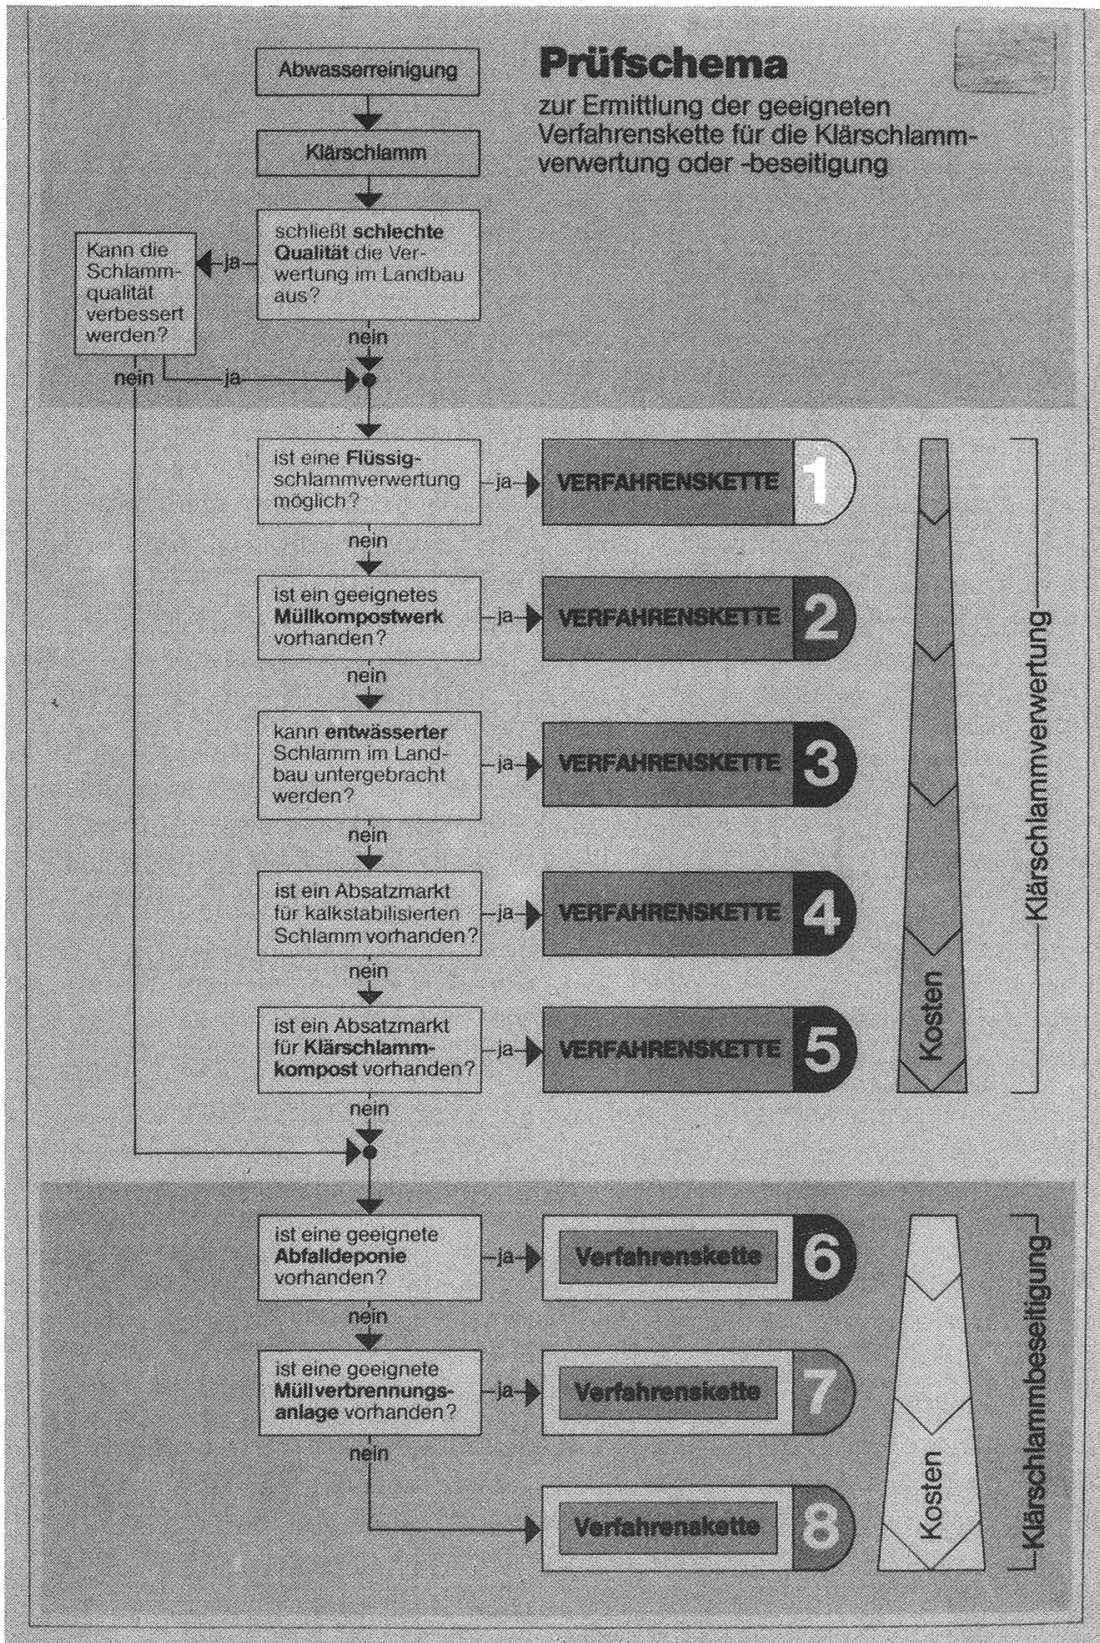 Prüfschema
zur Ermittlung der geeigneten
Verfahrenskette für die Klärschlamm-
verwertung oder -beseitigung
Abwasserreinigung
Klärschlamm
schließt schlechte
Qualität die Ver-
wertung im Landbau
aus?
ja
Kann die
Schlamm-
qualität
verbessert
werden?
nein
nein
ja
ist eine Flüssig-
schlammverwertung
möglich?
ja
VERFAHRENSKETTE 1
nein
ist ein geeignetes
Müllkompostwerk
vorhanden?
ja
VERFAHRENSKETTE 2
nein
kann entwässerter
Schlamm im Land-
bau untergebracht
werden?
ja
VERFAHRENSKETTE 3
nein
ist ein Absatzmarkt
für kalkstabilisierten
Schlamm vorhanden?
ja
VERFAHRENSKETTE 4
nein
ist ein Absatzmarkt
für Klärschlamm-
kompost vorhanden?
ja
VERFAHRENSKETTE 5
nein
Kosten
Klärschlammverwertung
ist eine geeignete
Abfalldeponie
vorhanden?
ja
Verfahrenskette 6
nein
ist eine geeignete
Müllverbrennungs-
anlage vorhanden?
ja
Verfahrenskette 7
nein
Verfahrenskette 8
Kosten
Klärschlammbeseitigung